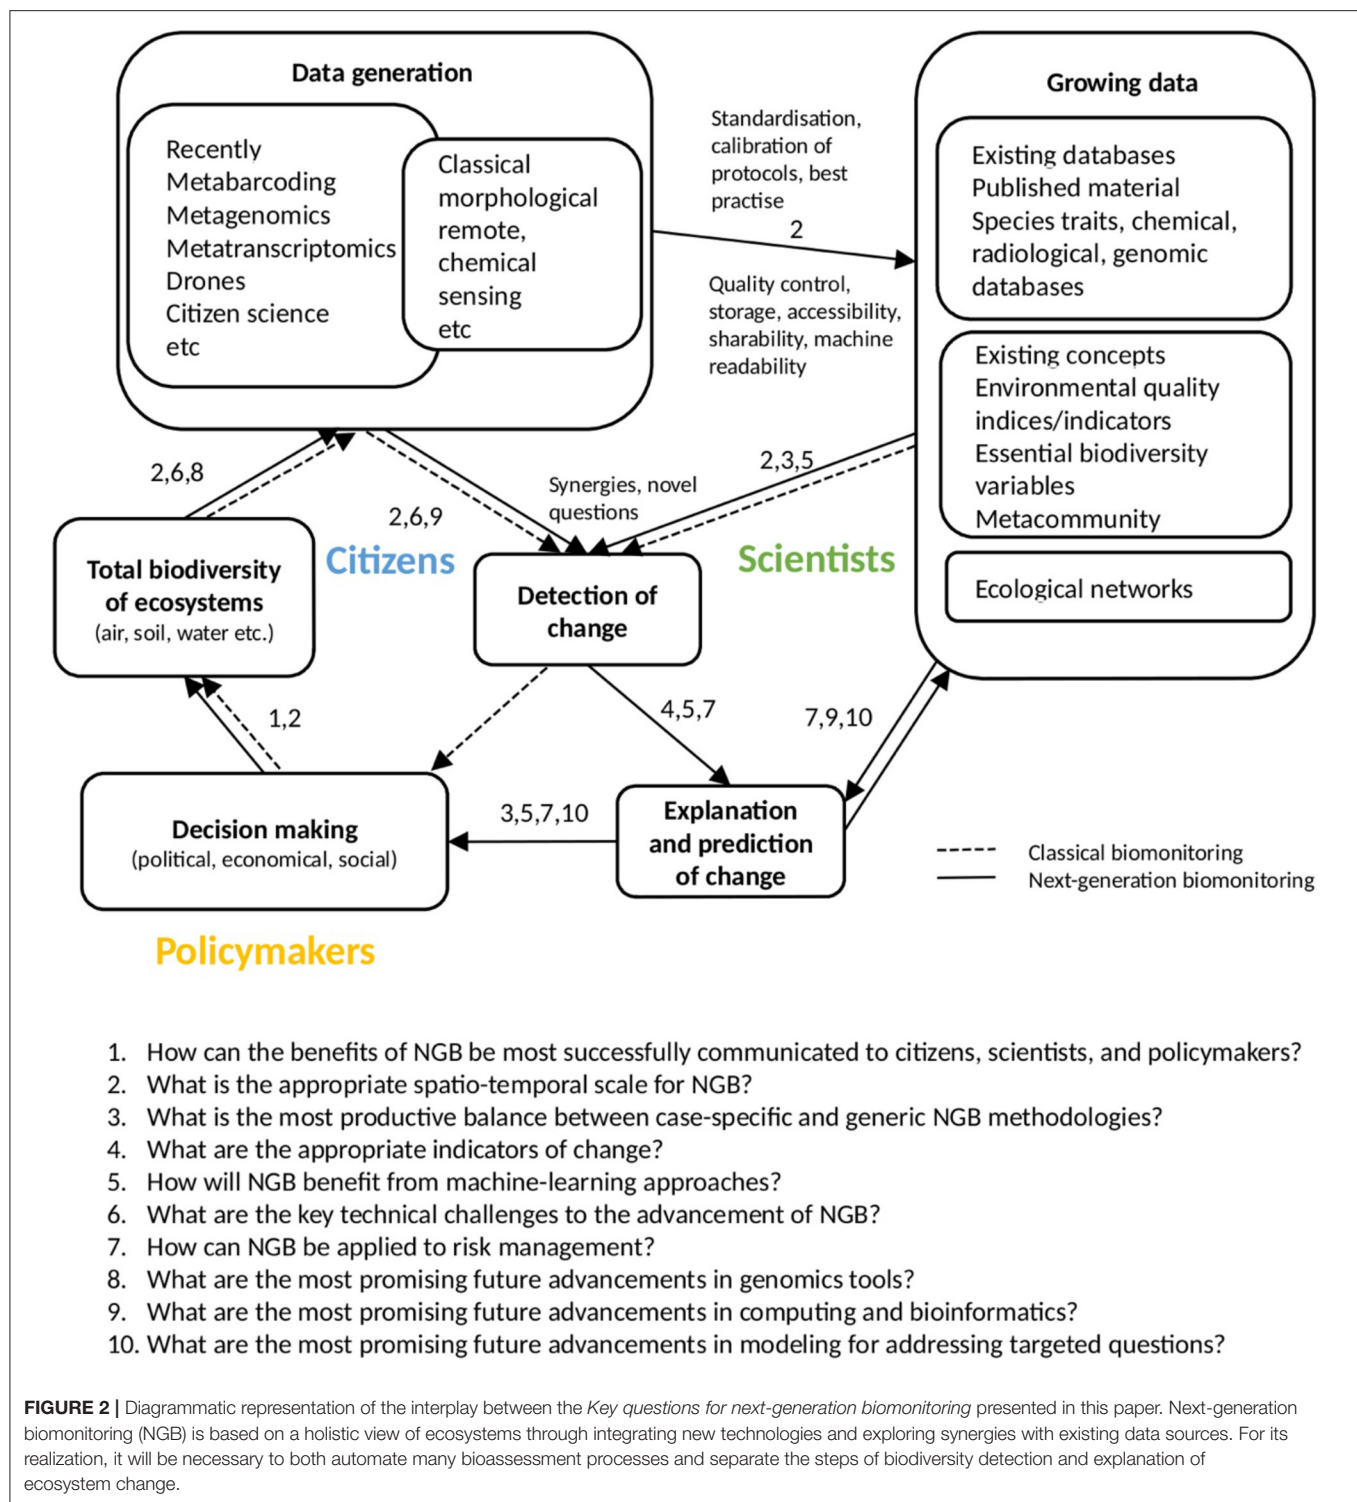 Data generation
Recently
Metabarcoding
Metagenomics
Metatranscriptomics
Drones
Citizen science
etc
Classical
morphological
remote,
chemical
sensing
etc
Standardisation,
calibration of
protocols, best
practise
2
Quality control,
storage, accessibility,
sharability, machine
readability
Growing data
Existing databases
Published material
Species traits, chemical,
radiological, genomic
databases
Existing concepts
Environmental quality
indices/indicators
Essential biodiversity
variables
Metacommunity
Ecological networks
2,6,8
2,6,9
Synergies, novel
questions
2,3,5
Citizens
Scientists
Total biodiversity
of ecosystems
(air, soil, water etc.)
Detection of
change
1,2
4,5,7
7,9,10
Decision making
(political, economical, social)
3,5,7,10
Explanation
and prediction
of change
Classical biomonitoring
Next-generation biomonitoring
Policymakers
1. How can the benefits of NGB be most successfully communicated to citizens, scientists, and policymakers?
2. What is the appropriate spatio-temporal scale for NGB?
3. What is the most productive balance between case-specific and generic NGB methodologies?
4. What are the appropriate indicators of change?
5. How will NGB benefit from machine-learning approaches?
6. What are the key technical challenges to the advancement of NGB?
7. How can NGB be applied to risk management?
8. What are the most promising future advancements in genomics tools?
9. What are the most promising future advancements in computing and bioinformatics?
10. What are the most promising future advancements in modeling for addressing targeted questions?
FIGURE 2 | Diagrammatic representation of the interplay between the Key questions for next-generation biomonitoring presented in this paper. Next-generation
biomonitoring (NGB) is based on a holistic view of ecosystems through integrating new technologies and exploring synergies with existing data sources. For its
realization, it will be necessary to both automate many bioassessment processes and separate the steps of biodiversity detection and explanation of
ecosystem change.